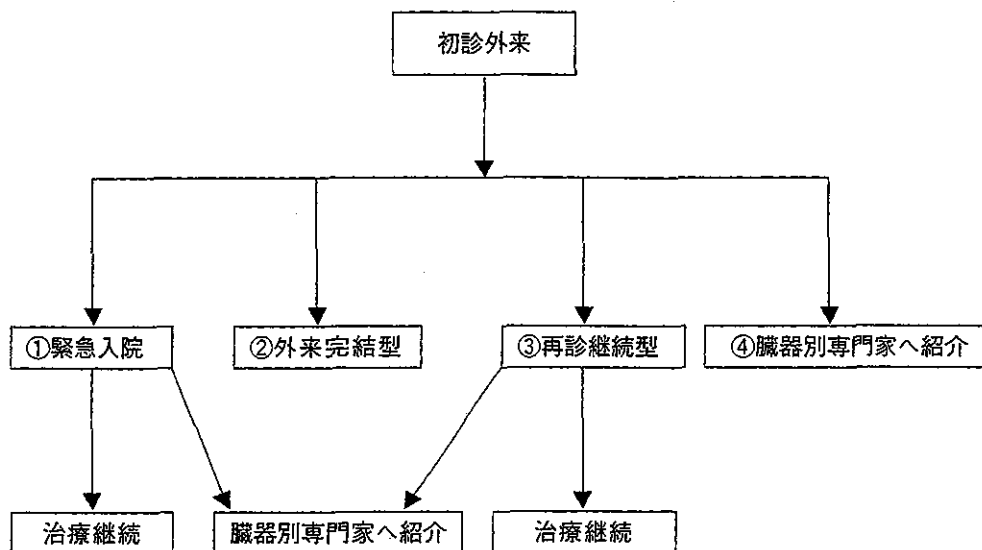 初診外来
①緊急入院
②外来完結型
③再診継続型
④臓器別専門家へ紹介
治療継続
臓器別専門家へ紹介
治療継続